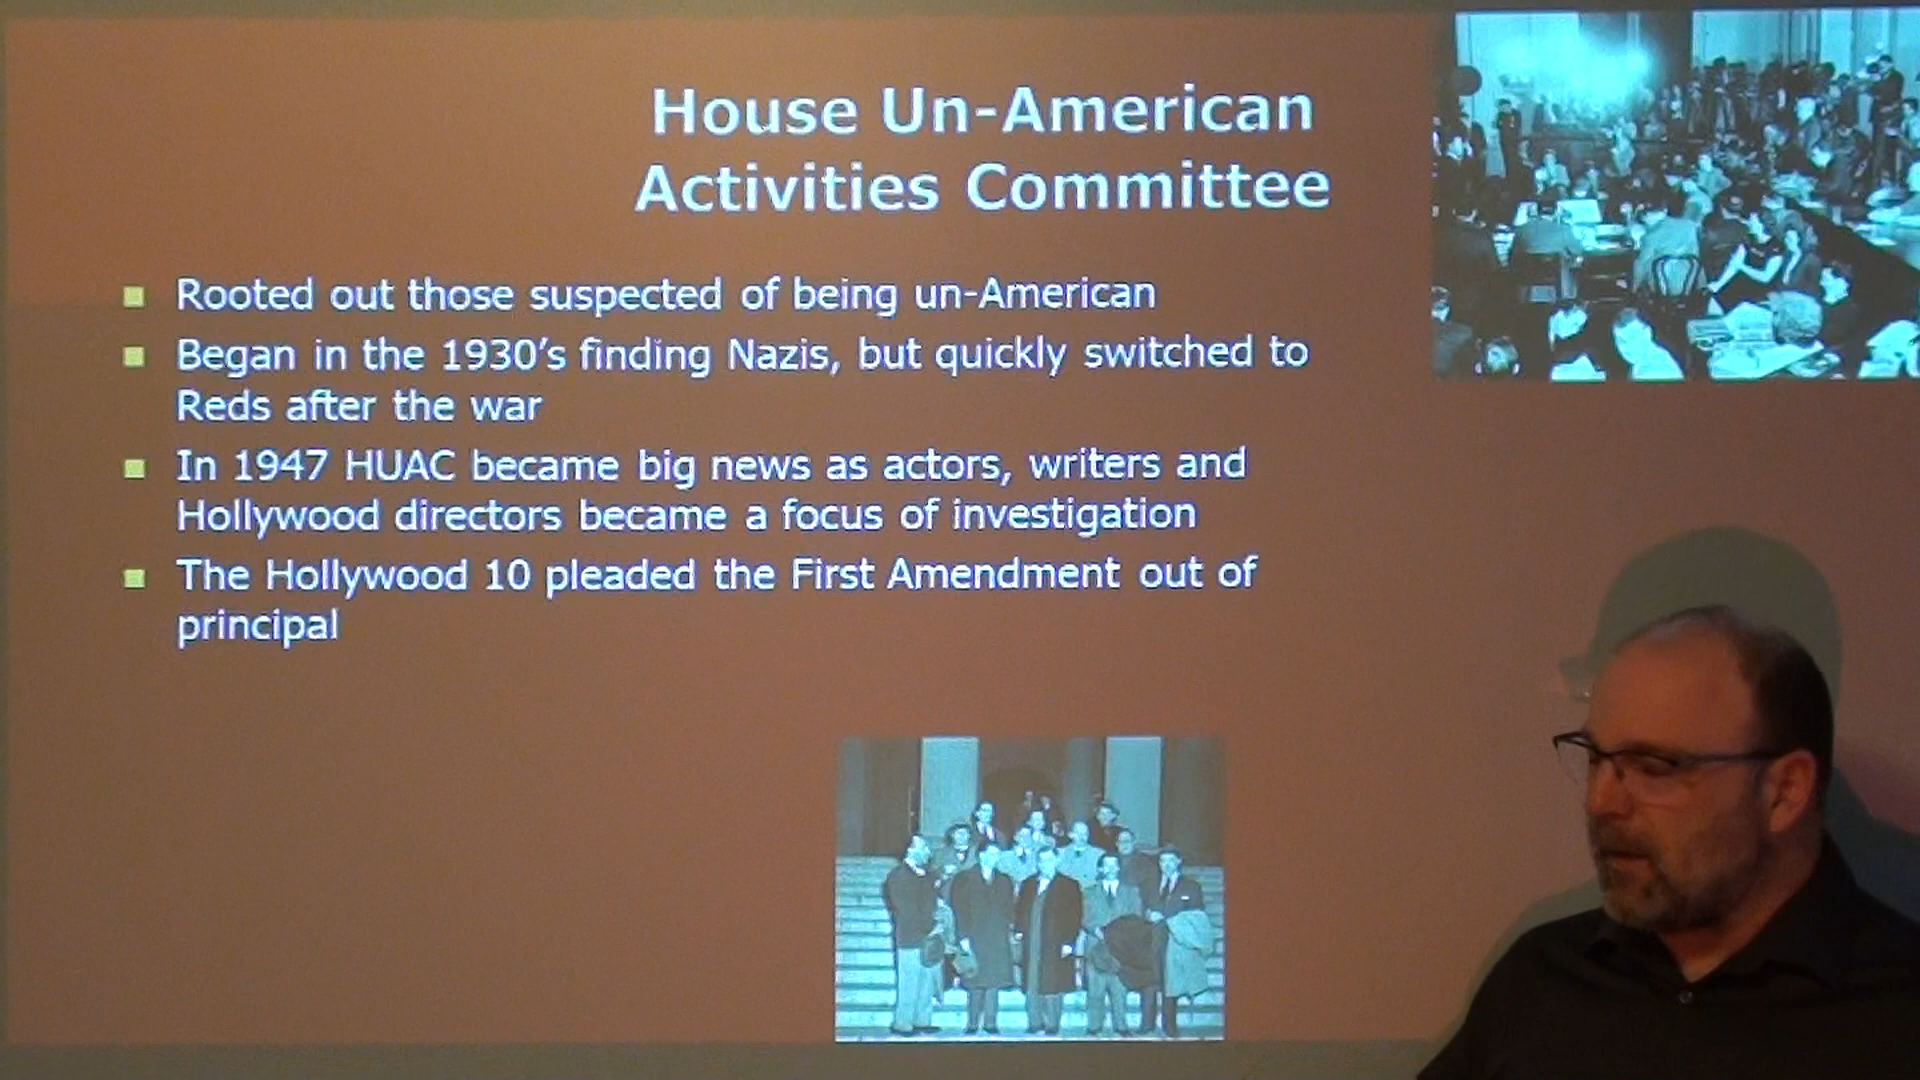 House Un-American
Activities Committee
Rooted out those suspected of being un-American
Began in the 1930's finding Nazis, but quickly switched to
Reds after the war
In 1947 HUAC became big news as actors, writers and
Hollywood directors became a focus of investigation
The Hollywood 10 pleaded the First Amendment out of
principal